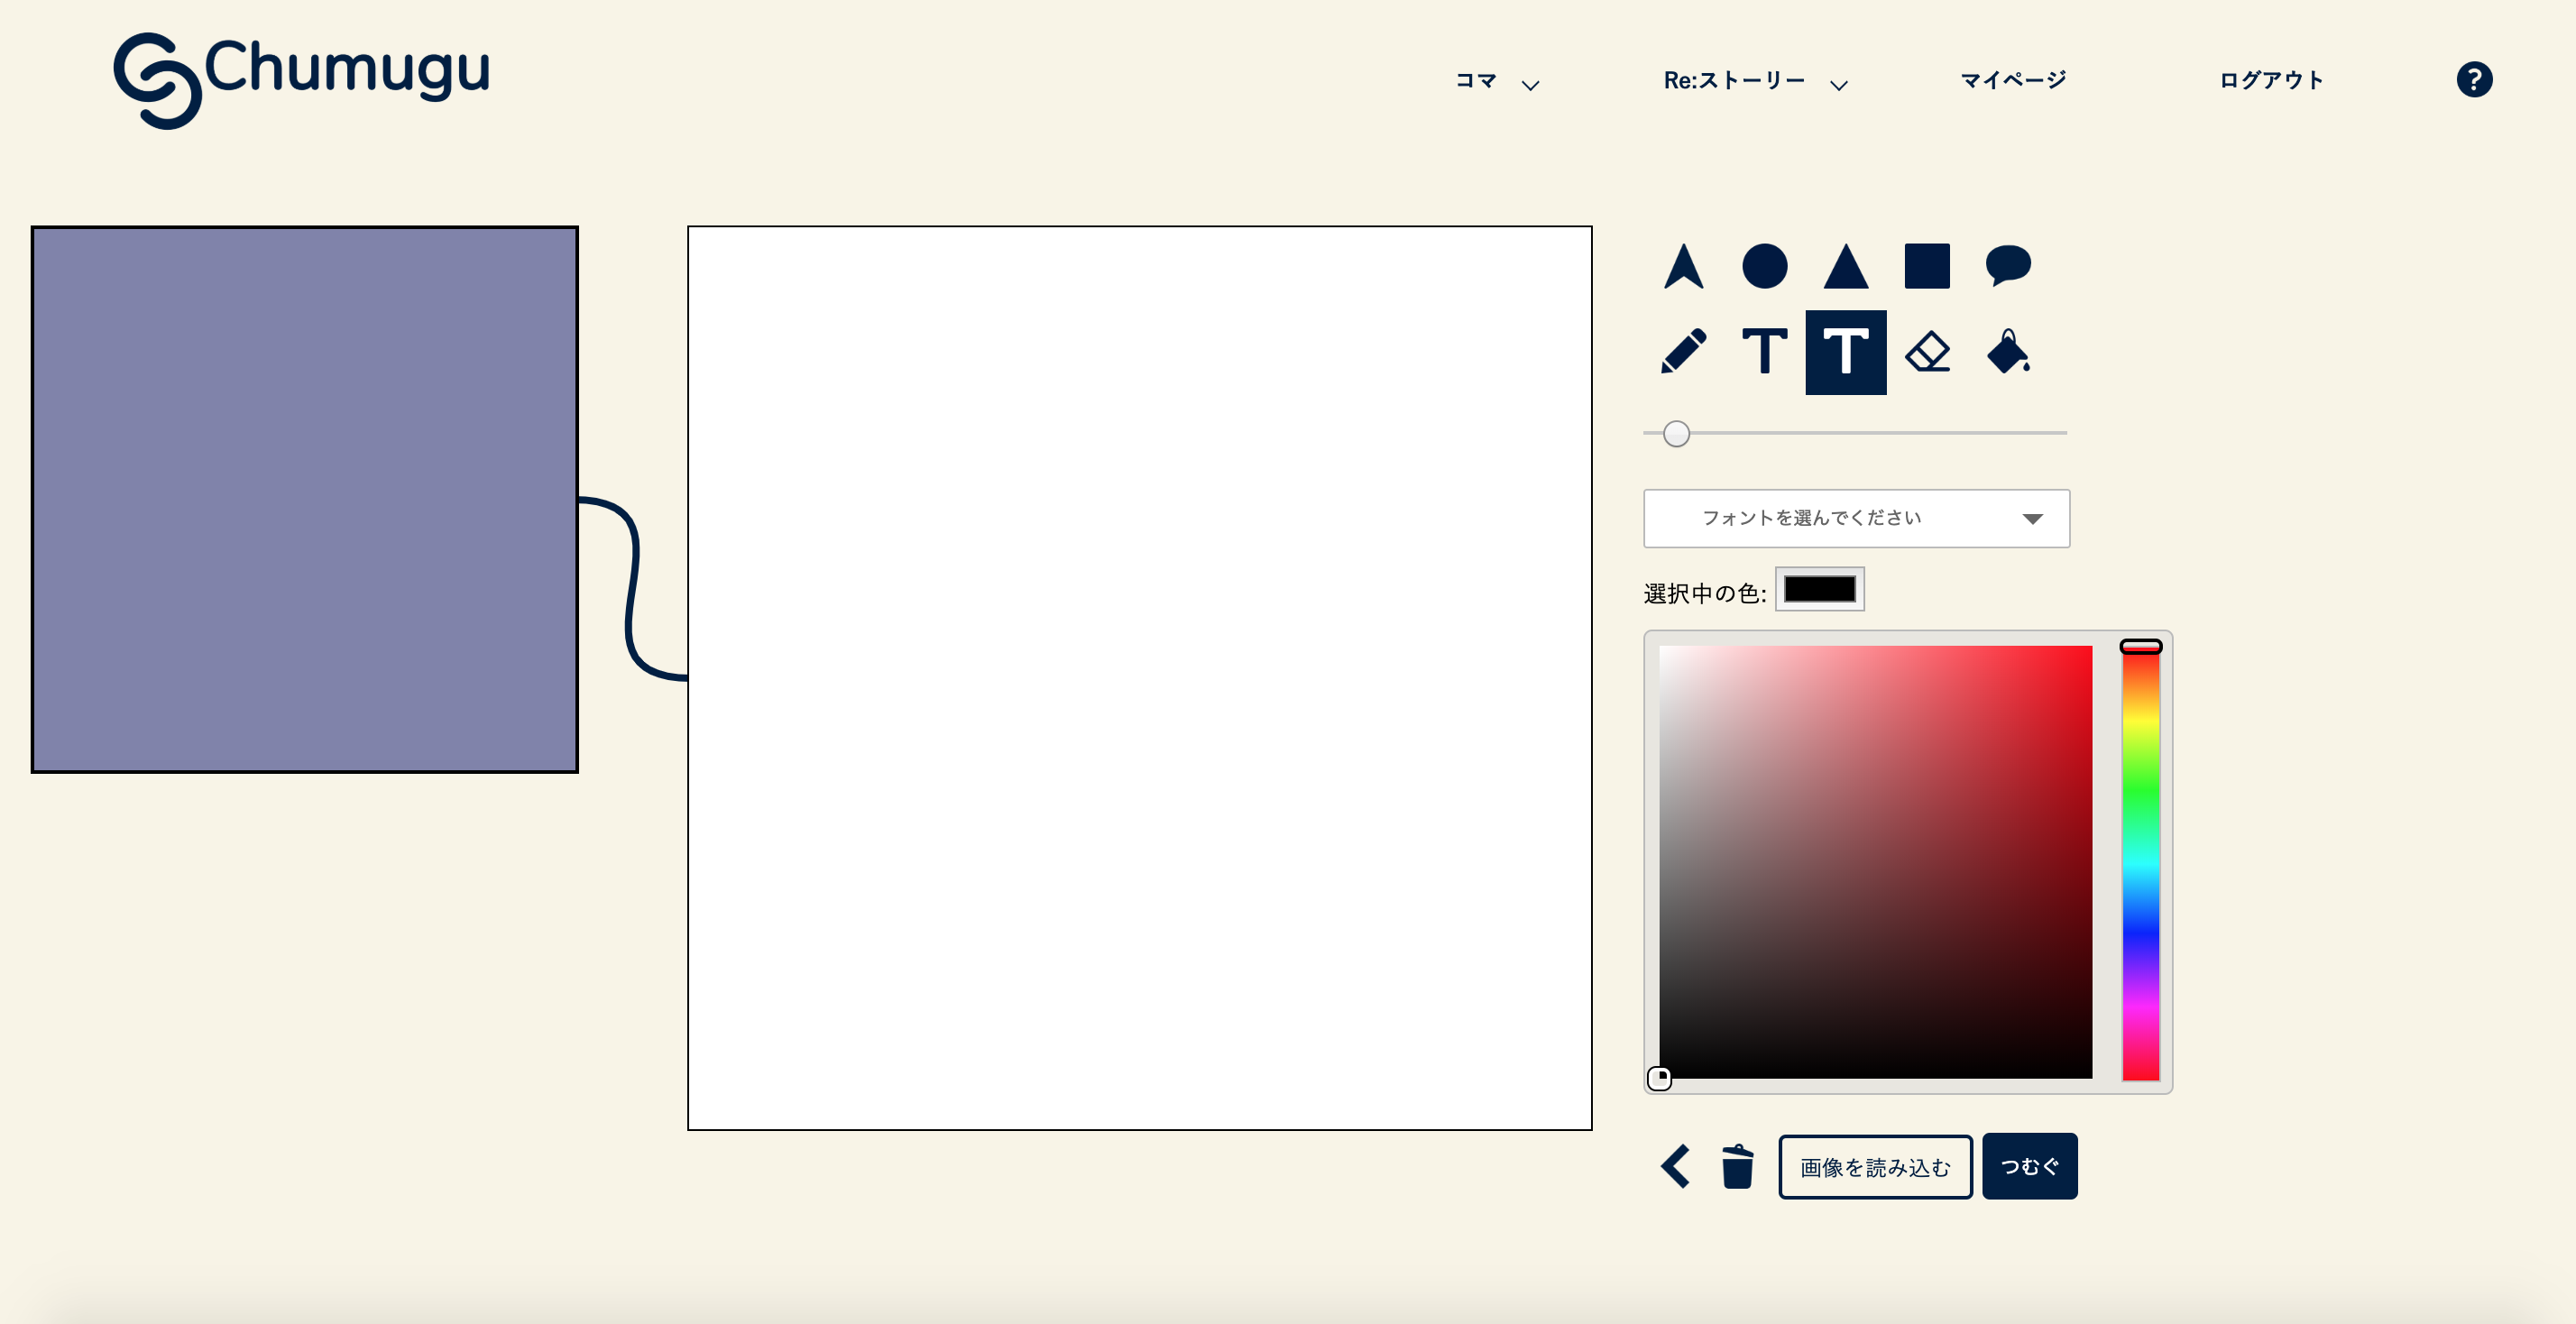 Chumugu
コマ
Re:ストーリー
マイページ
ログアウト
?
T T
フォントを選んでください
選択中の色:
画像を読み込む
つむぐ